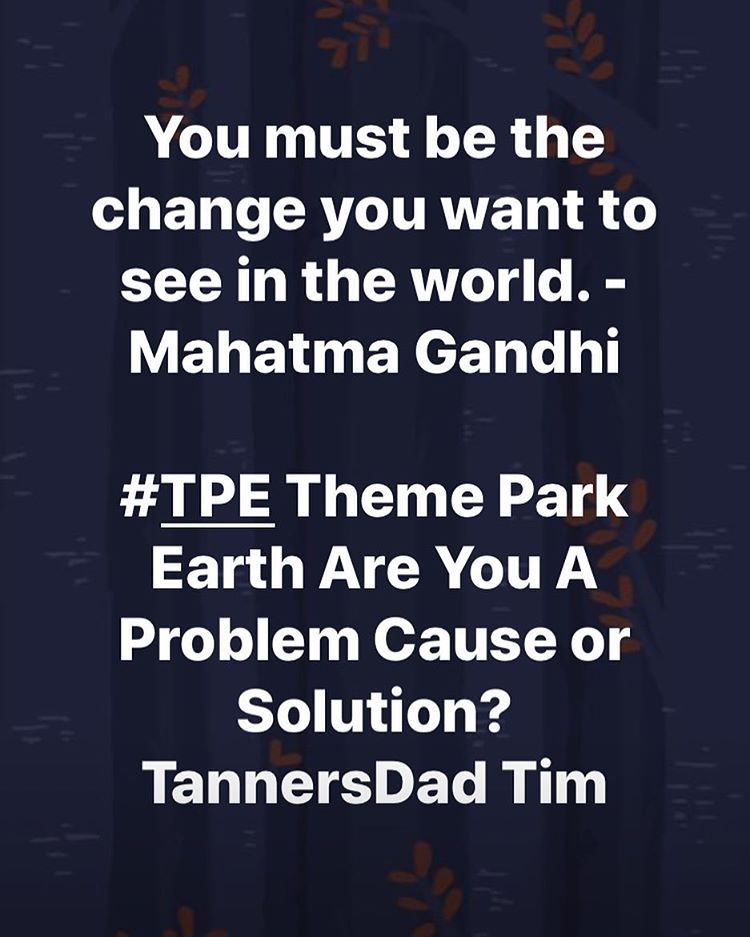 You must be the
change you want to
see in the world. -
Mahatma Gandhi
#TPE Theme Park
Earth Are You A
Problem Cause or
Solution?
TannersDad Tim